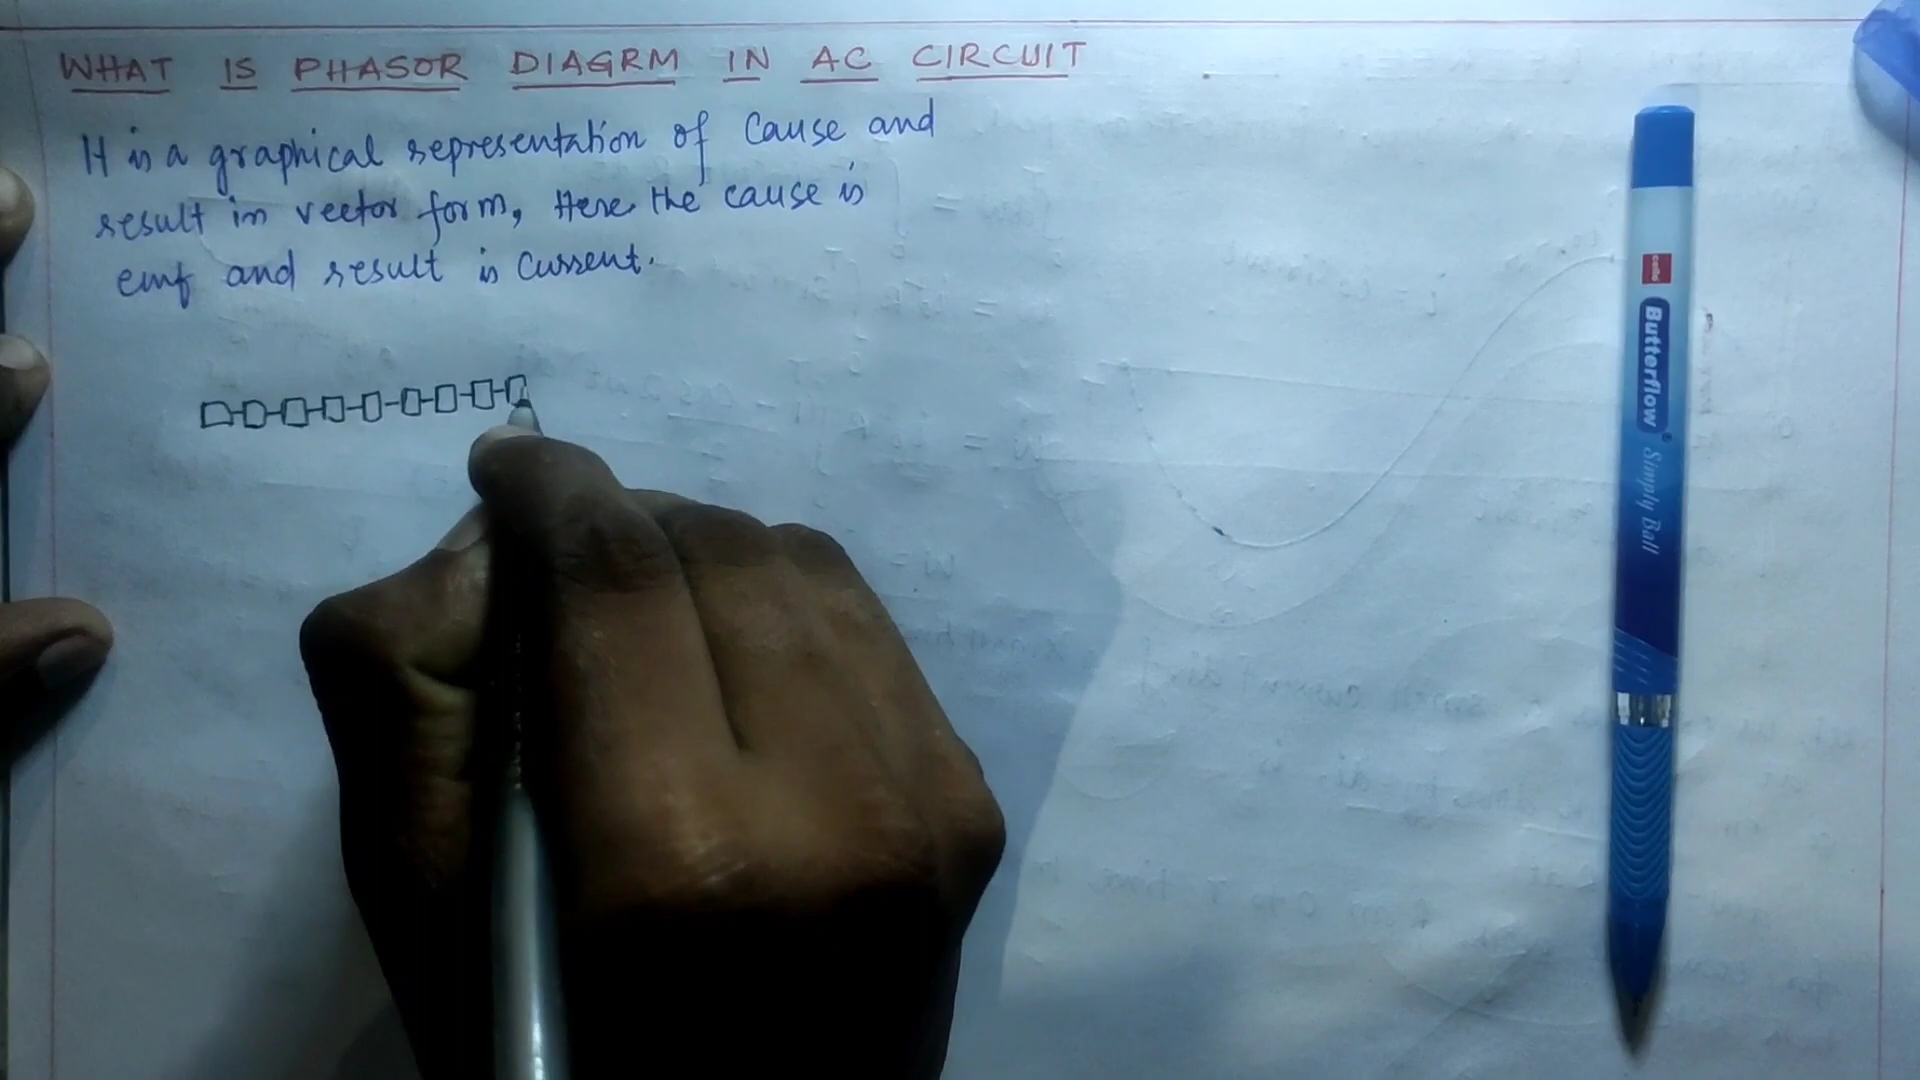 WHAT IS PHASOR DIAGRM IN AC CIRCUIT
It is a graphical representation of cause and
result in vector form, Here the cause is
emf and result is current.
cello
Butterflow
Simply Ball